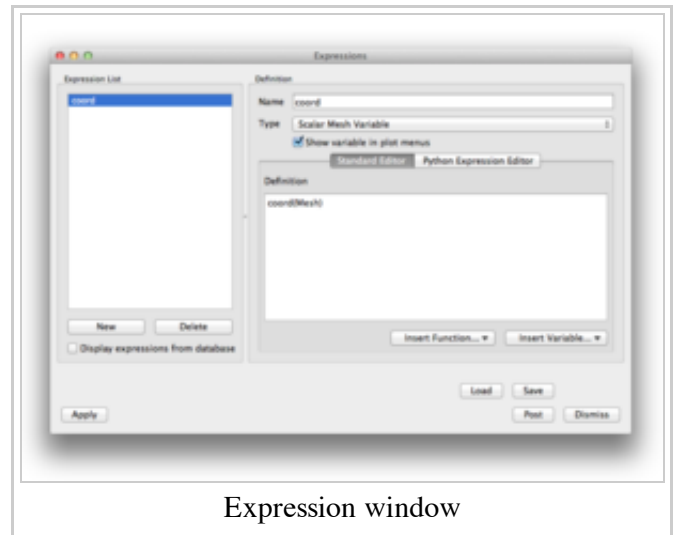 Expressions
Expression List
coord
New
Delete
Display expressions from database
Definition
Name coord
Type Scalar Mesh Variable
Show variable in plot menus
Standard Editor
Python Expression Editor
Definition
coord(Mesh)
Insert Function...
Insert Variable...
Load
Save
Apply
Post
Dismiss
Expression window